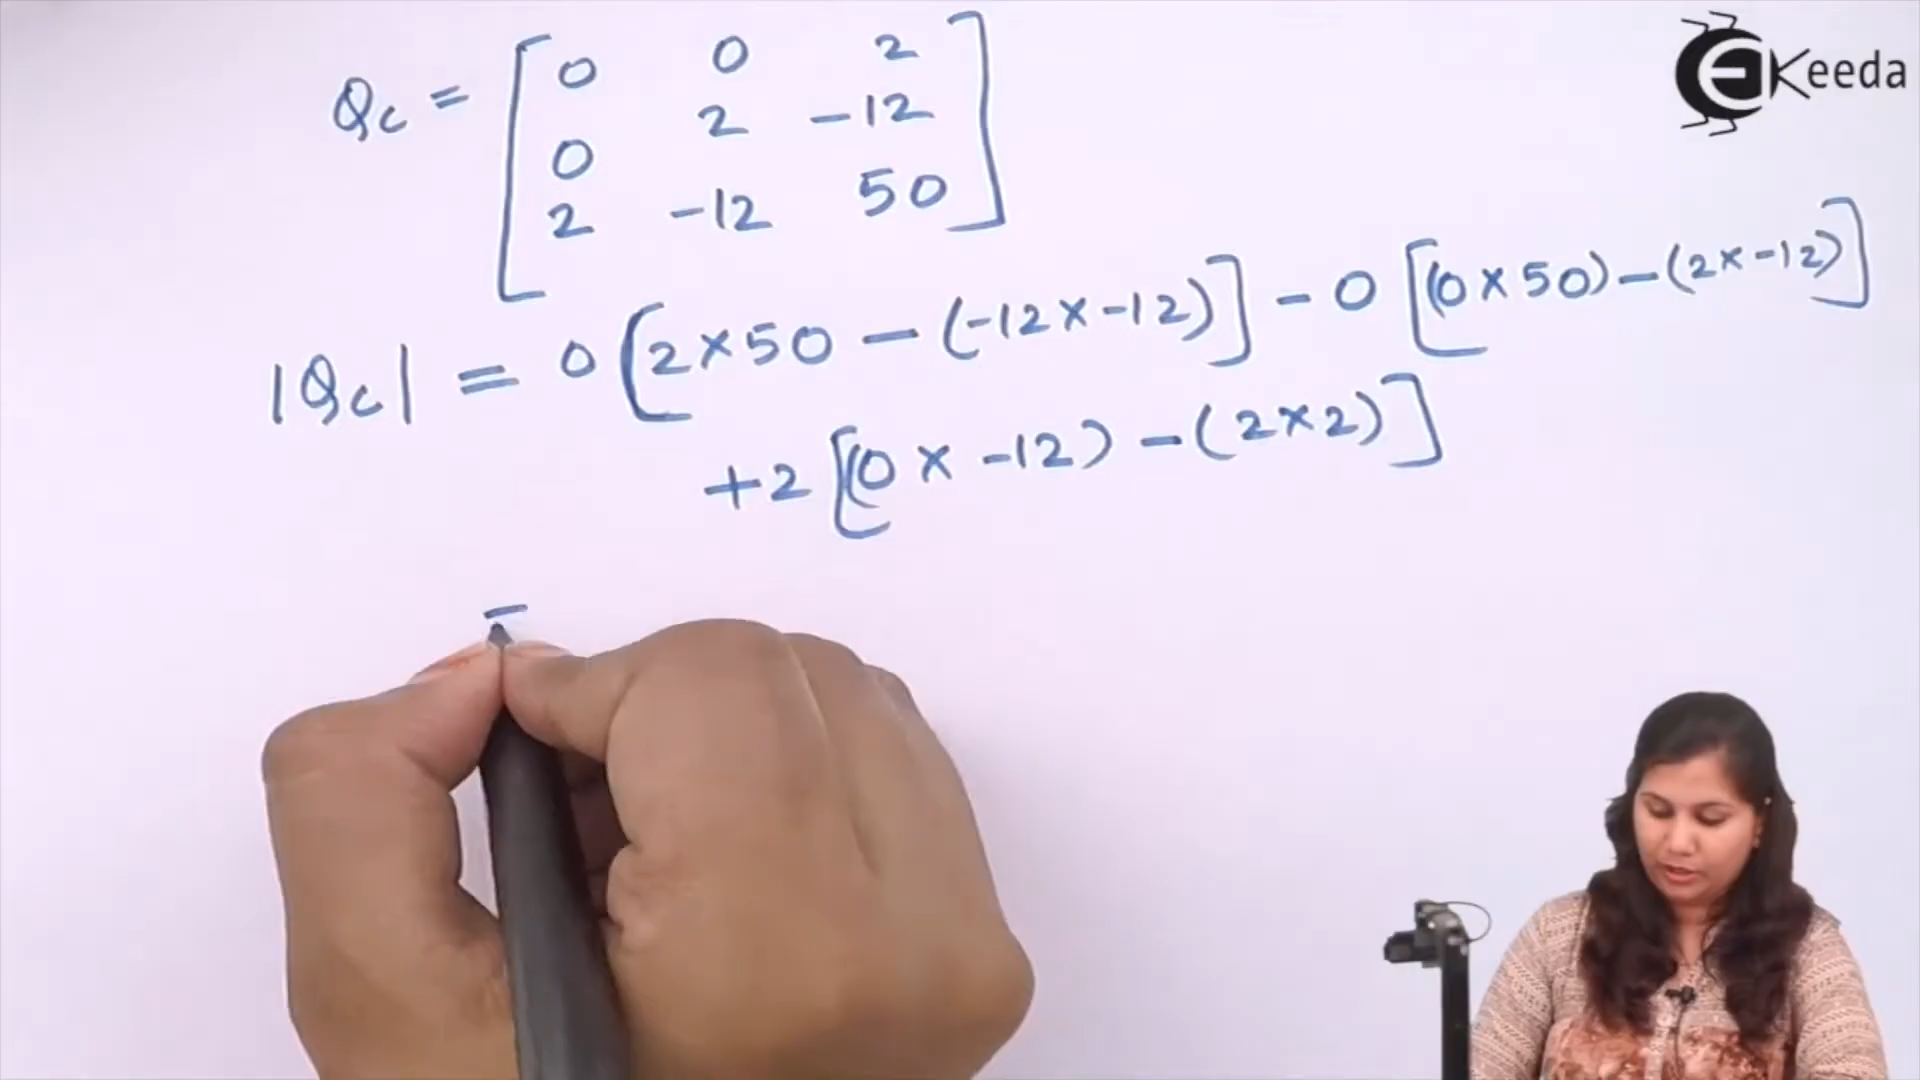 EKeeda
Qc = [ 0 0 2
0 2 -12
2 -12 50 ]
|Qc| = 0 [2×50 - (-12×-12)] - 0 [(0×50) - (2×-12)]
+2 [(0× -12) - (2×2)]